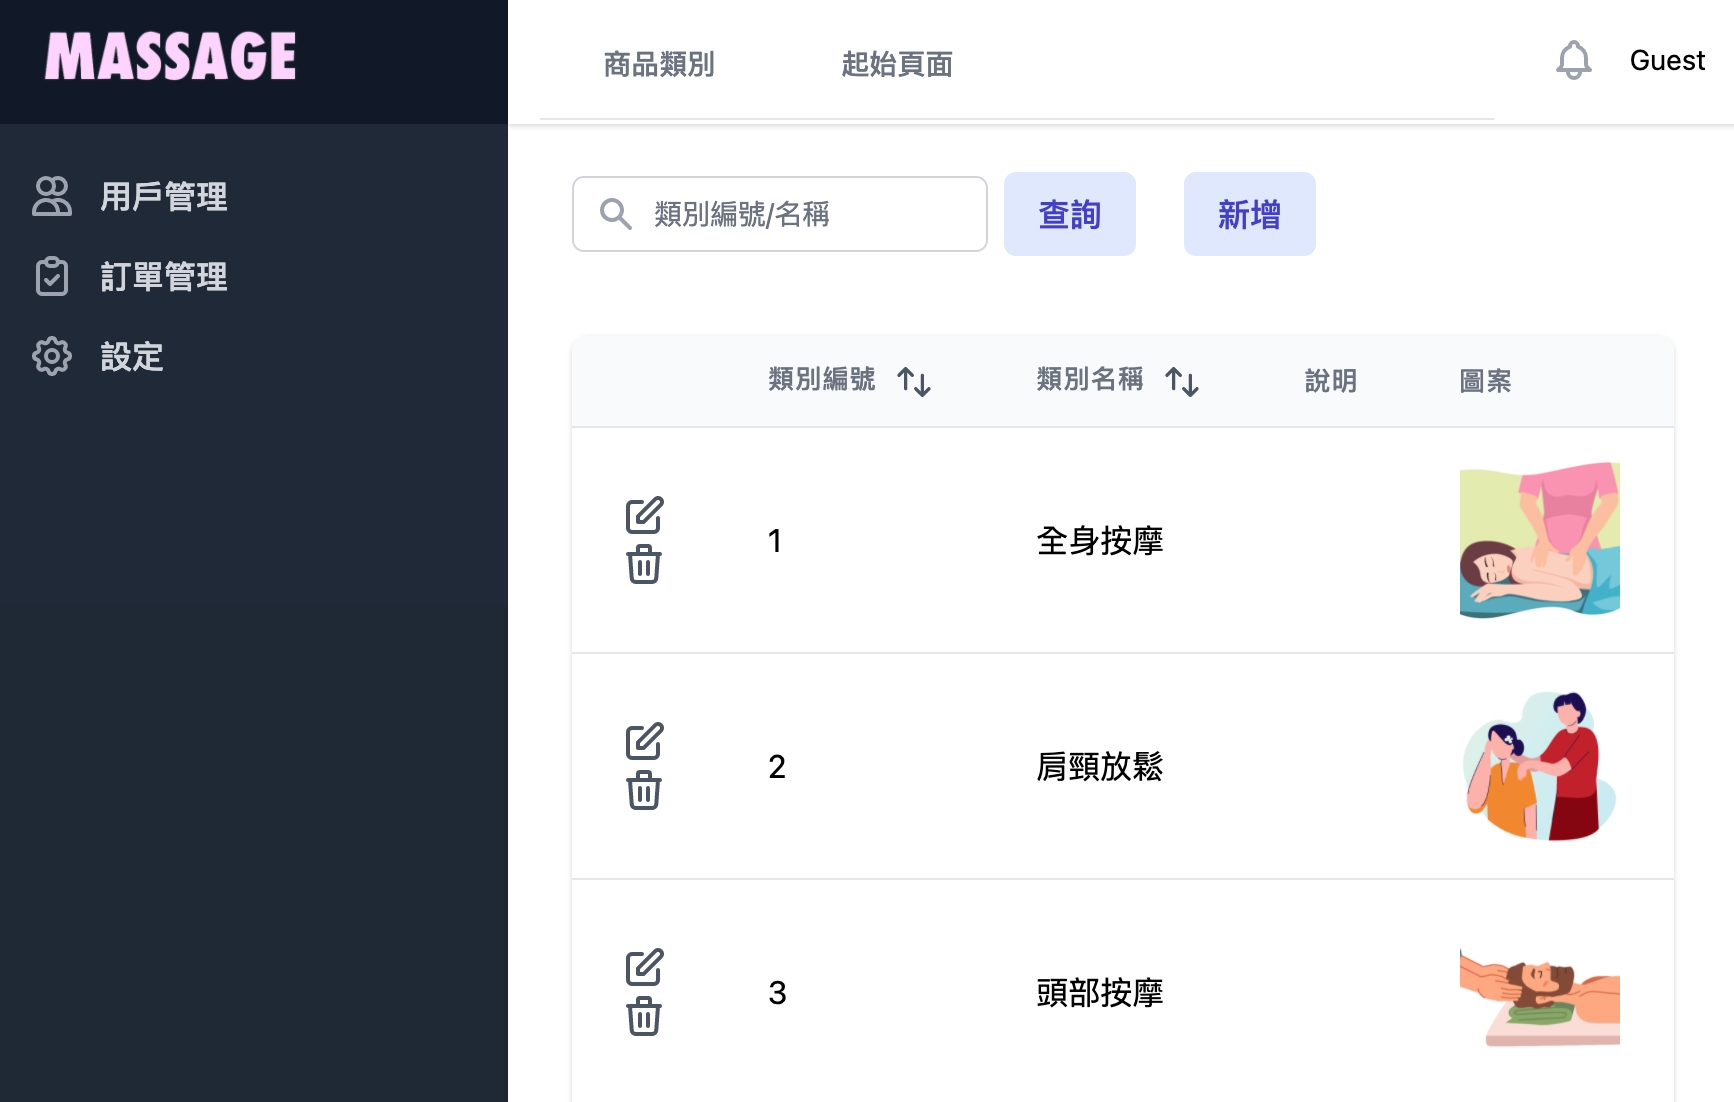 MASSAGE
商品類別 起始頁面 Guest
用戶管理
訂單管理
設定
類別編號/名稱 查詢 新增
類別編號 類別名稱 說明 圖案
1 全身按摩
2 肩頸放鬆
3 頭部按摩